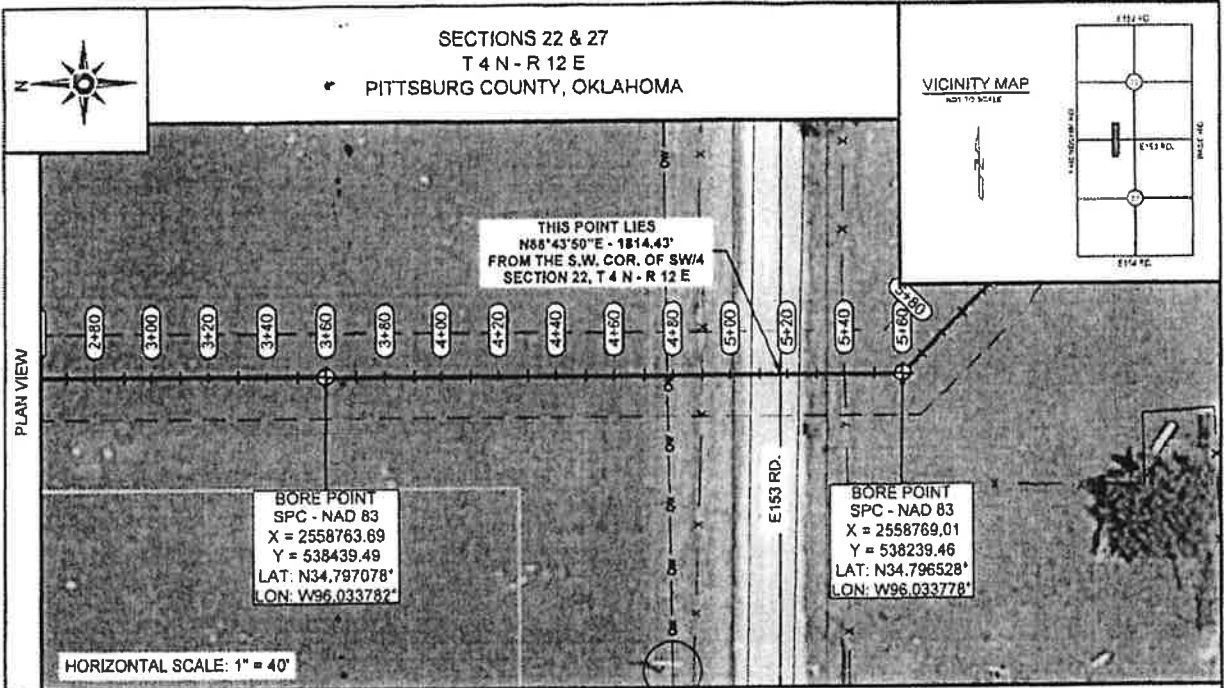 N
SECTIONS 22 & 27
T 4 N - R 12 E
PITTSBURG COUNTY, OKLAHOMA
VICINITY MAP
NOT TO SCALE
N
E153 RD.
E154 RD.
PLAN VIEW
THIS POINT LIES
N88°43'50"E - 1814.43'
FROM THE S.W. COR. OF SW/4
SECTION 22, T 4 N - R 12 E
2+80
3+00
3+20
3+40
3+60
3+80
4+00
4+20
4+40
4+60
4+80
5+00
5+20
5+40
5+60
5+80
E153 RD.
BORE POINT
SPC - NAD 83
X = 2558763.69
Y = 538439.49
LAT: N34.797078°
LON: W96.033782°
BORE POINT
SPC - NAD 83
X = 2558769.01
Y = 538239.46
LAT: N34.796528°
LON: W96.033778°
HORIZONTAL SCALE: 1" = 40'